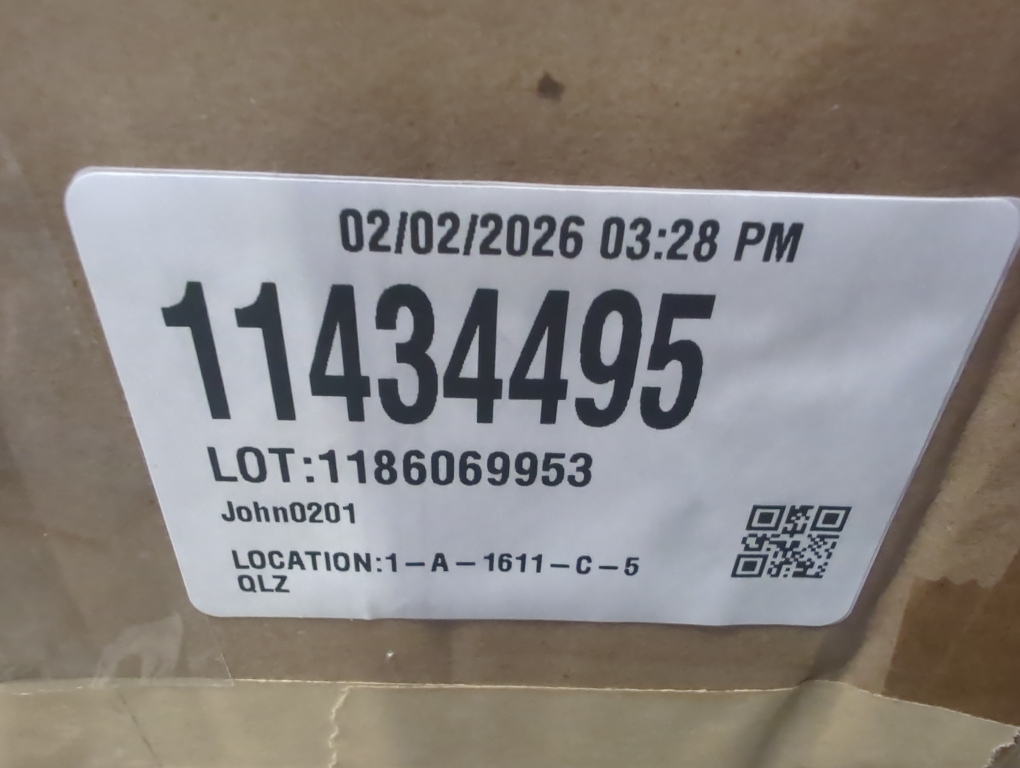 02/02/2026 03:28 PM
11434495
LOT:1186069953
John0201
LOCATION:1-A-1611-C-5
QLZ